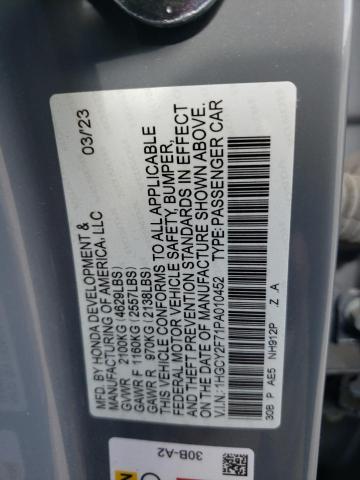 MFD. BY HONDA DEVELOPMENT & 03/23
MANUFACTURING OF AMERICA, LLC
GVWR 2100KG (4629LBS)
GAWR F 1160KG (2557LBS)
GAWR R 970KG (2138LBS)
THIS VEHICLE CONFORMS TO ALL APPLICABLE
FEDERAL MOTOR VEHICLE SAFETY, BUMPER,
AND THEFT PREVENTION STANDARDS IN EFFECT
ON THE DATE OF MANUFACTURE SHOWN ABOVE.
V.I.N.: 1HGCY2F71PA010452 TYPE: PASSENGER CAR
30B P AE5 NH912P Z A
30B-A2